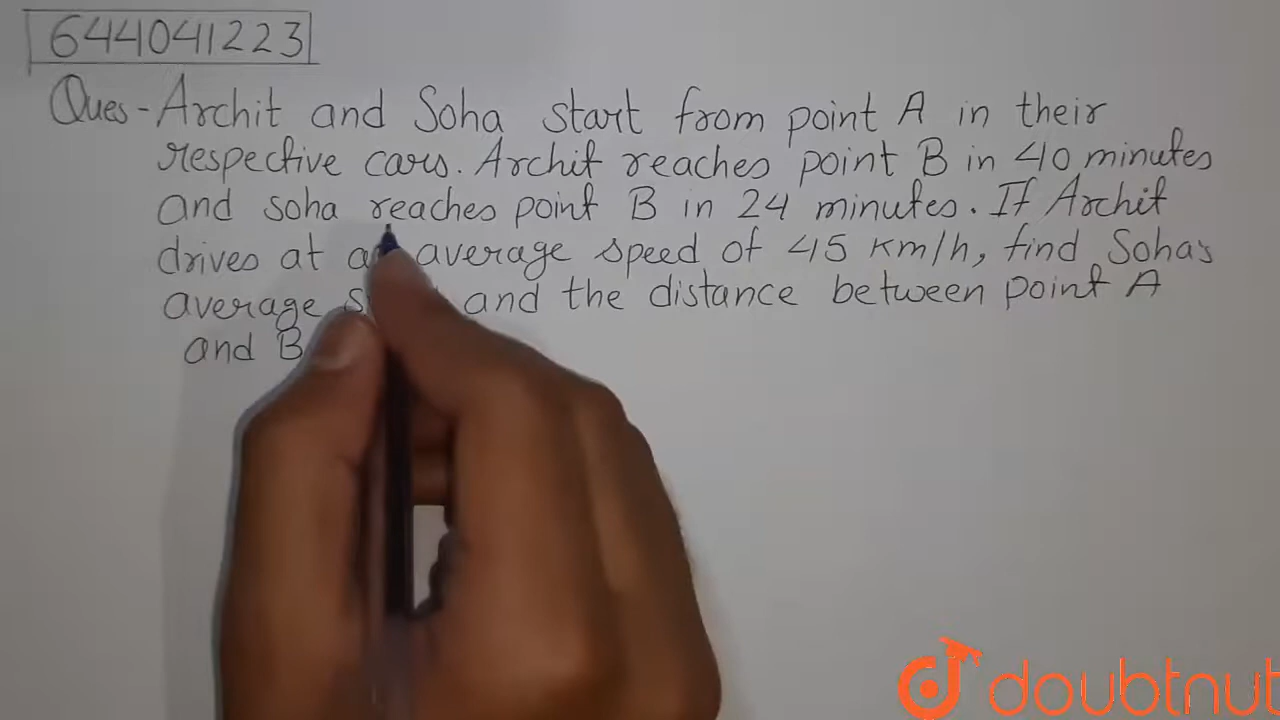 644041223
Ques - Archit and Soha start from point A in their
respective cars. Archit reaches point B in 40 minutes
and soha reaches point B in 24 minutes. If Archit
drives at average speed of 45 km/h, find Soha's
average and the distance between point A
and B
doubtnut